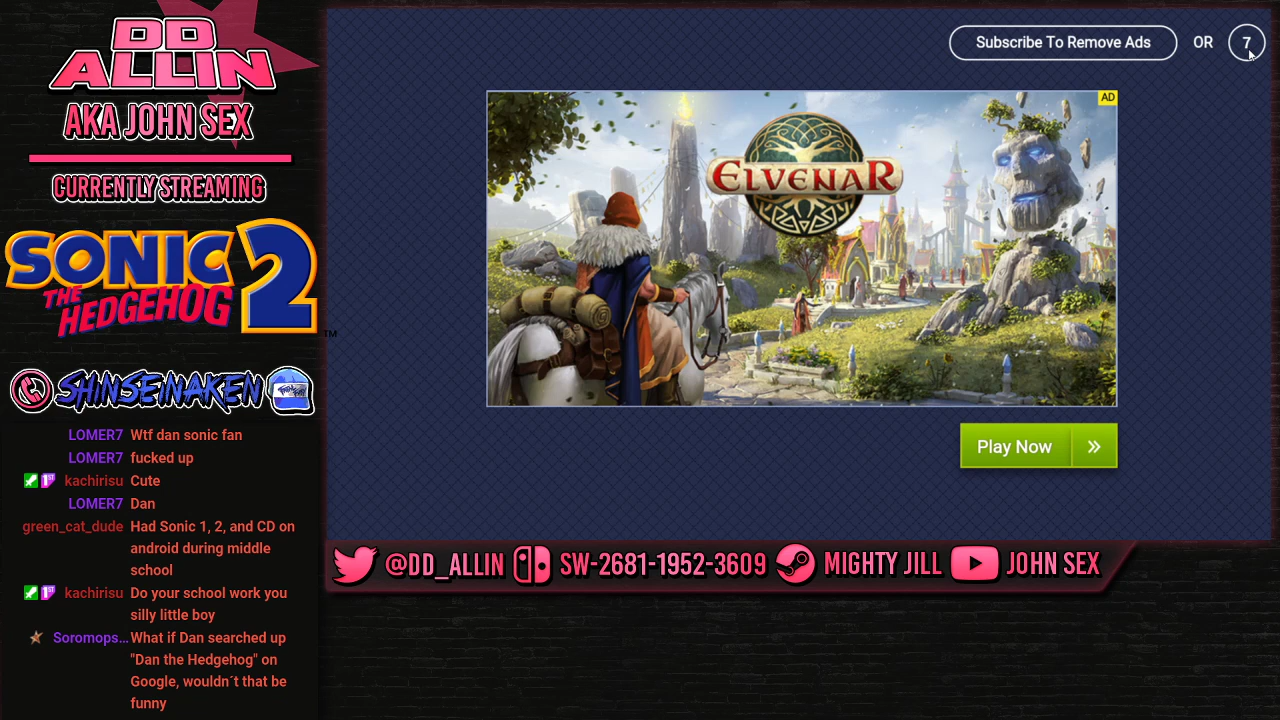 DD
ALLIN
AKA JOHN SEX
CURRENTLY STREAMING
SONIC
THE
HEDGEHOG
2
TM
SHINSEINAKEN
LOMER7 Wtf dan sonic fan
LOMER7 fucked up
kachirisu Cute
LOMER7 Dan
green_cat_dude Had Sonic 1, 2, and CD on
android during middle
school
kachirisu Do your school work you
silly little boy
Soromops... What if Dan searched up
"Dan the Hedgehog" on
Google, wouldn´t that be
funny
Subscribe To Remove Ads OR 7
AD
ELVENAR
Play Now
@DD_ALLIN SW-2681-1952-3609 MIGHTY JILL JOHN SEX